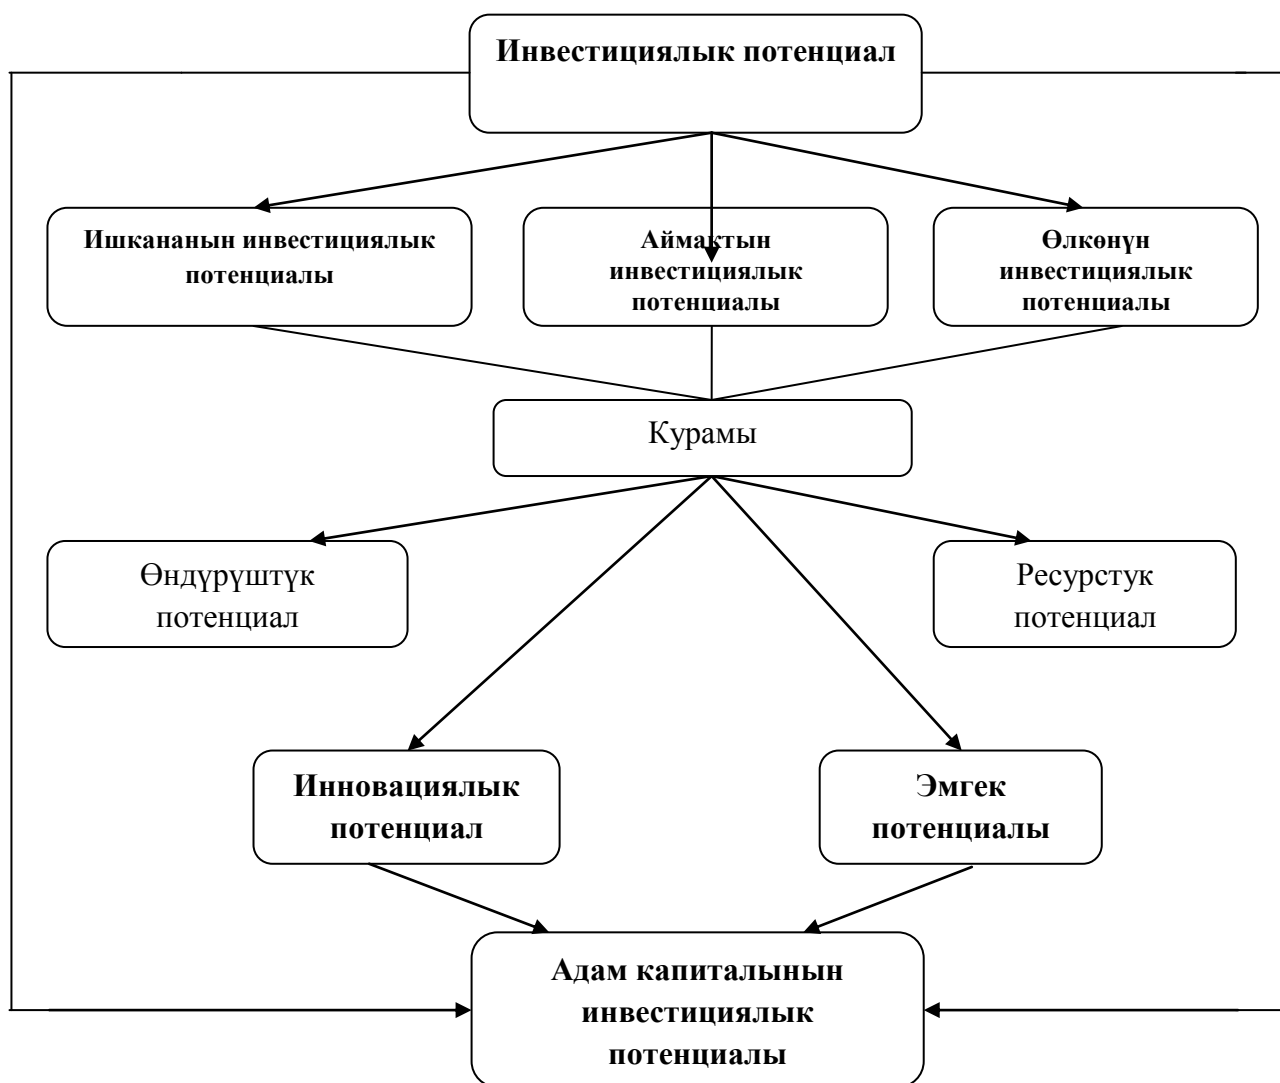 Инвестициялык потенциал
Ишкананын инвестициялык
потенциалы
Аймактын
инвестициялык
потенциалы
Өлкөнүн
инвестициялык
потенциалы
Курамы
Өндүрүштүк
потенциал
Ресурстук
потенциал
Инновациялык
потенциал
Эмгек
потенциалы
Адам капиталынын
инвестициялык
потенциалы